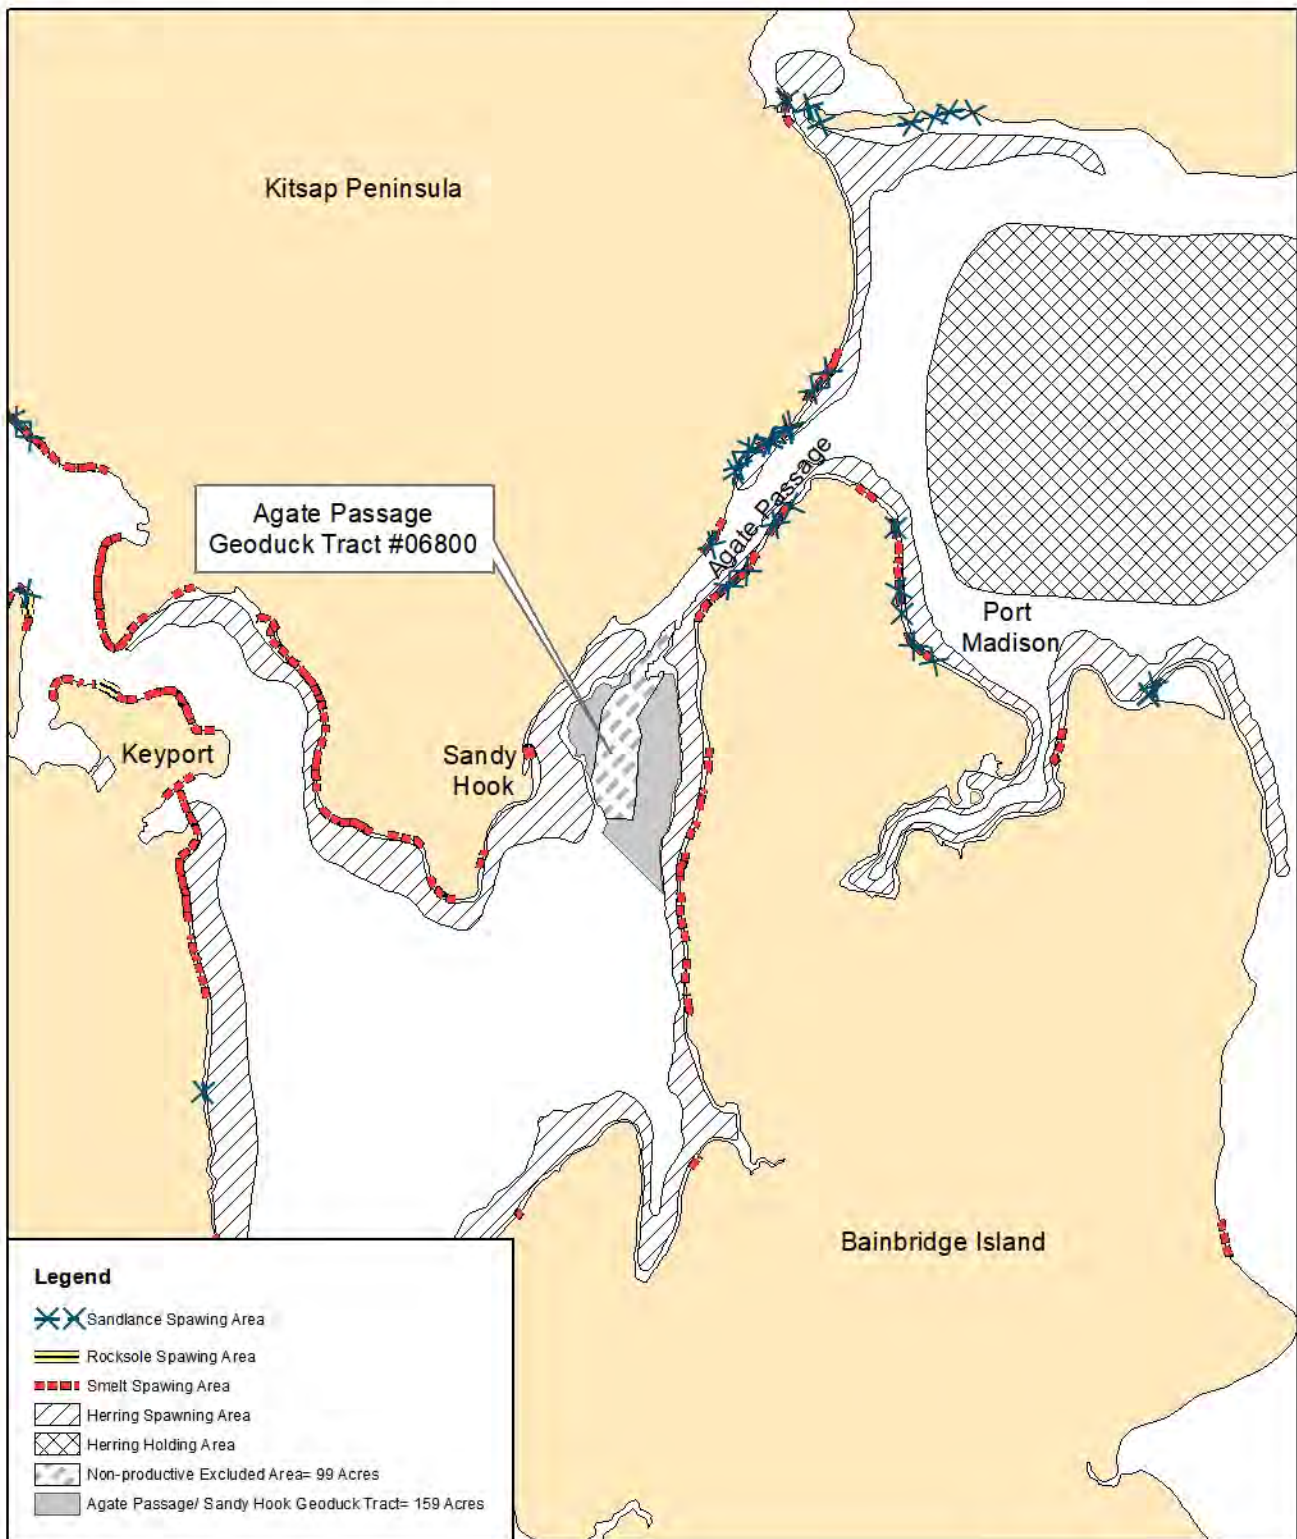 Kitsap Peninsula
Agate Passage
Geoduck Tract #06800
Agate Passage
Port
Madison
Keyport
Sandy
Hook
Bainbridge Island
Legend
Sandlance Spawing Area
Rocksole Spawing Area
Smelt Spawing Area
Herring Spawning Area
Herring Holding Area
Non-productive Excluded Area= 99 Acres
Agate Passage/ Sandy Hook Geoduck Tract= 159 Acres